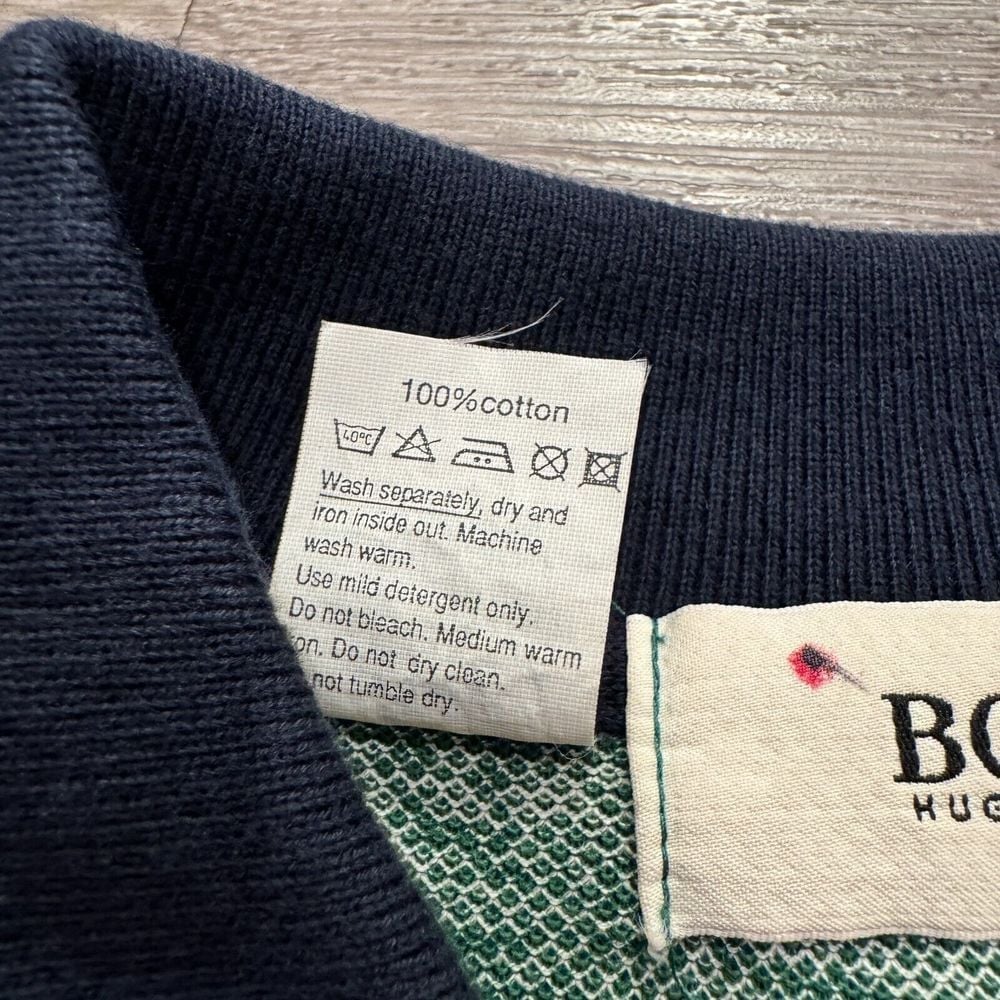 100%cotton
40°C
Wash separately, dry and
iron inside out. Machine
wash warm.
Use mild detergent only.
Do not bleach. Medium warm
on. Do not dry clean.
not tumble dry.
BO
HUG